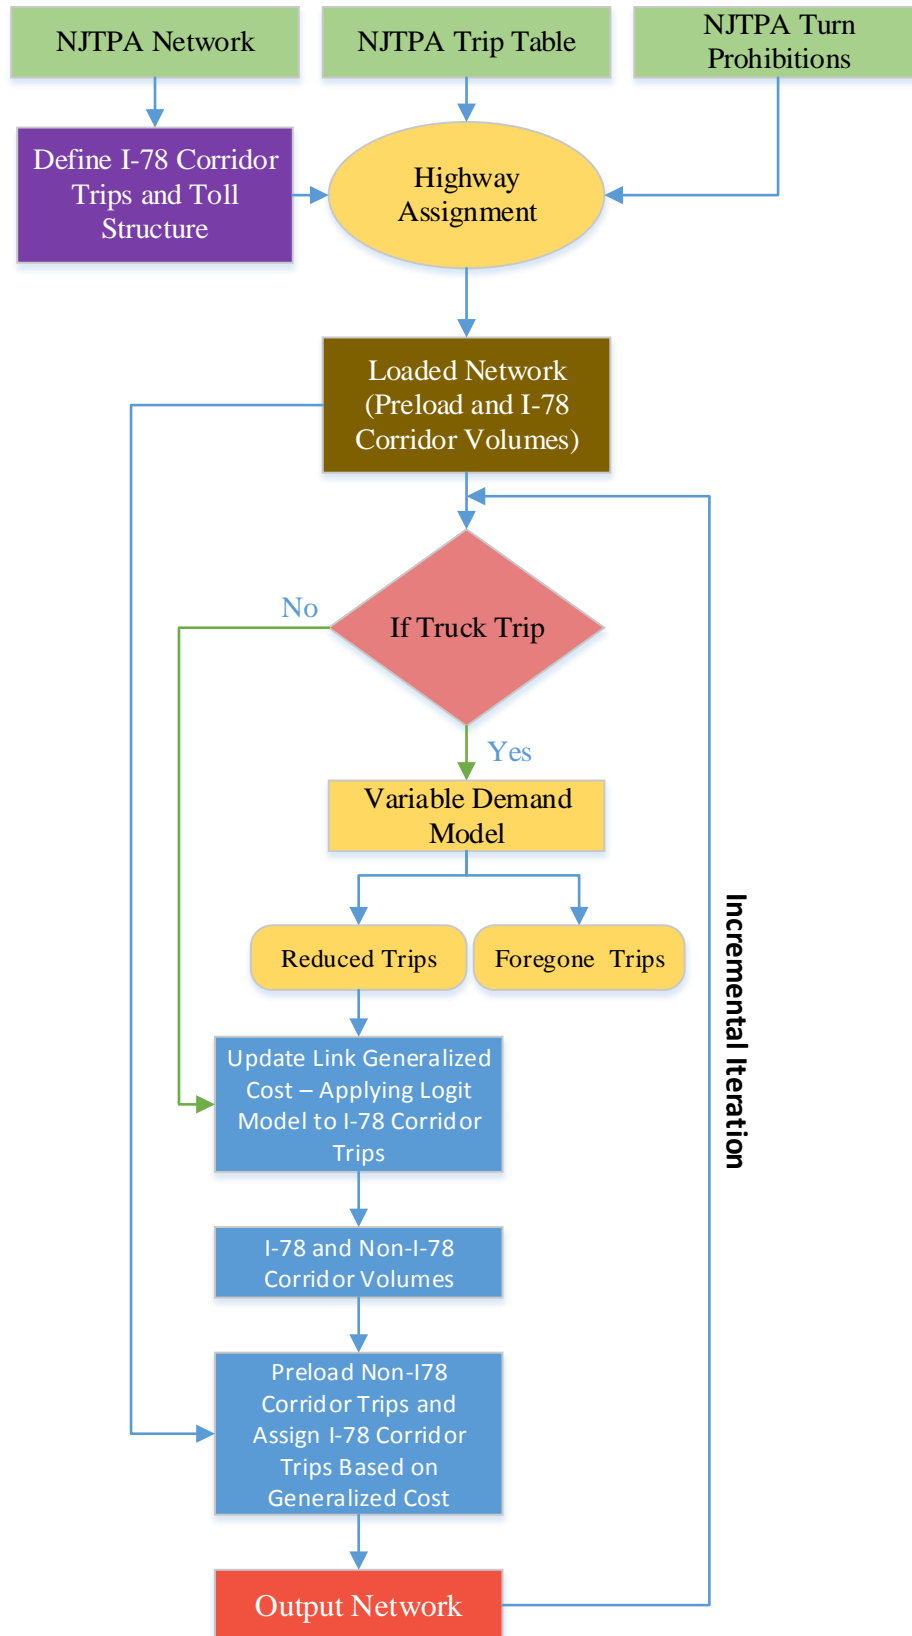 NJTPA Network
NJTPA Trip Table
NJTPA Turn
Prohibitions
Define I-78 Corridor
Trips and Toll
Structure
Highway
Assignment
Loaded Network
(Preload and I-78
Corridor Volumes)
If Truck Trip
No
Yes
Variable Demand
Model
Reduced Trips
Foregone Trips
Update Link Generalized
Cost – Applying Logit
Model to I-78 Corridor
Trips
I-78 and Non-I-78
Corridor Volumes
Preload Non-I78
Corridor Trips and
Assign I-78 Corridor
Trips Based on
Generalized Cost
Output Network
Incremental Iteration